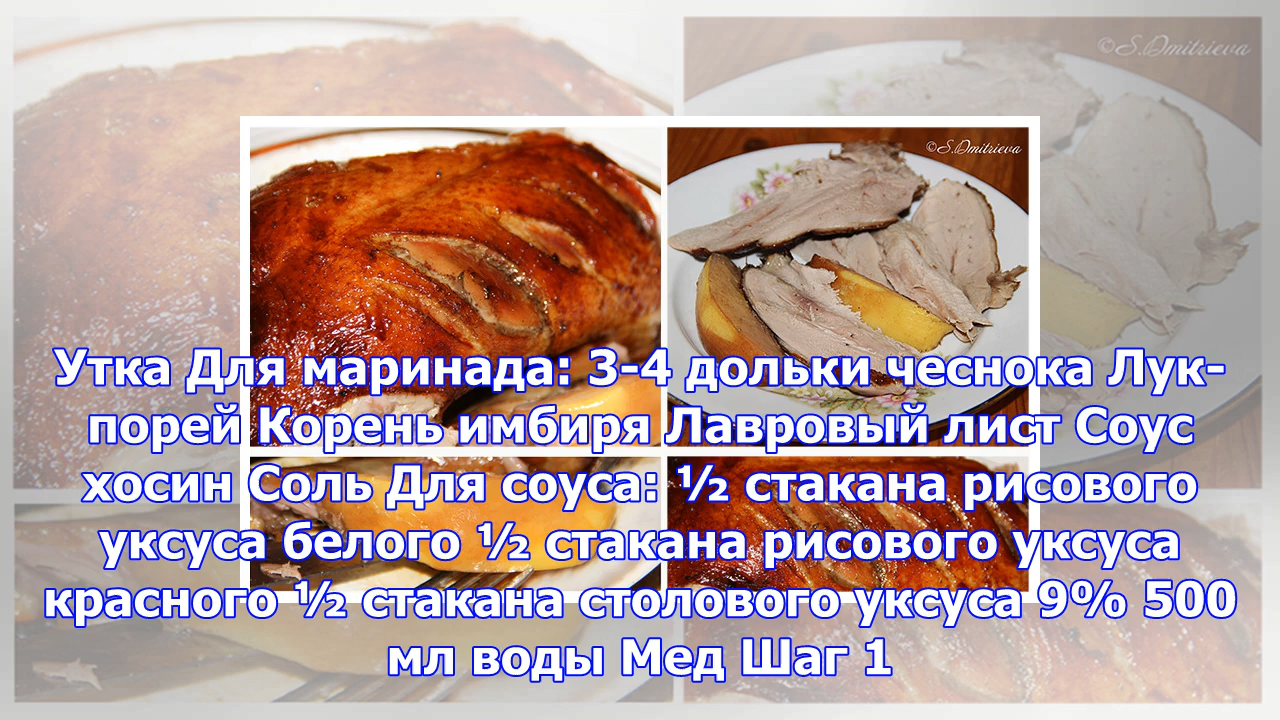 ©S.Dmitrieva
©S.Dmitrieva
Утка Для маринада: 3-4 дольки чеснока Лук-
порей Корень имбиря Лавровый лист Соус
хосин Соль Для соуса: ½ стакана рисового
уксуса белого ½ стакана рисового уксуса
красного ½ стакана столового уксуса 9% 500
мл воды Мед Шаг 1